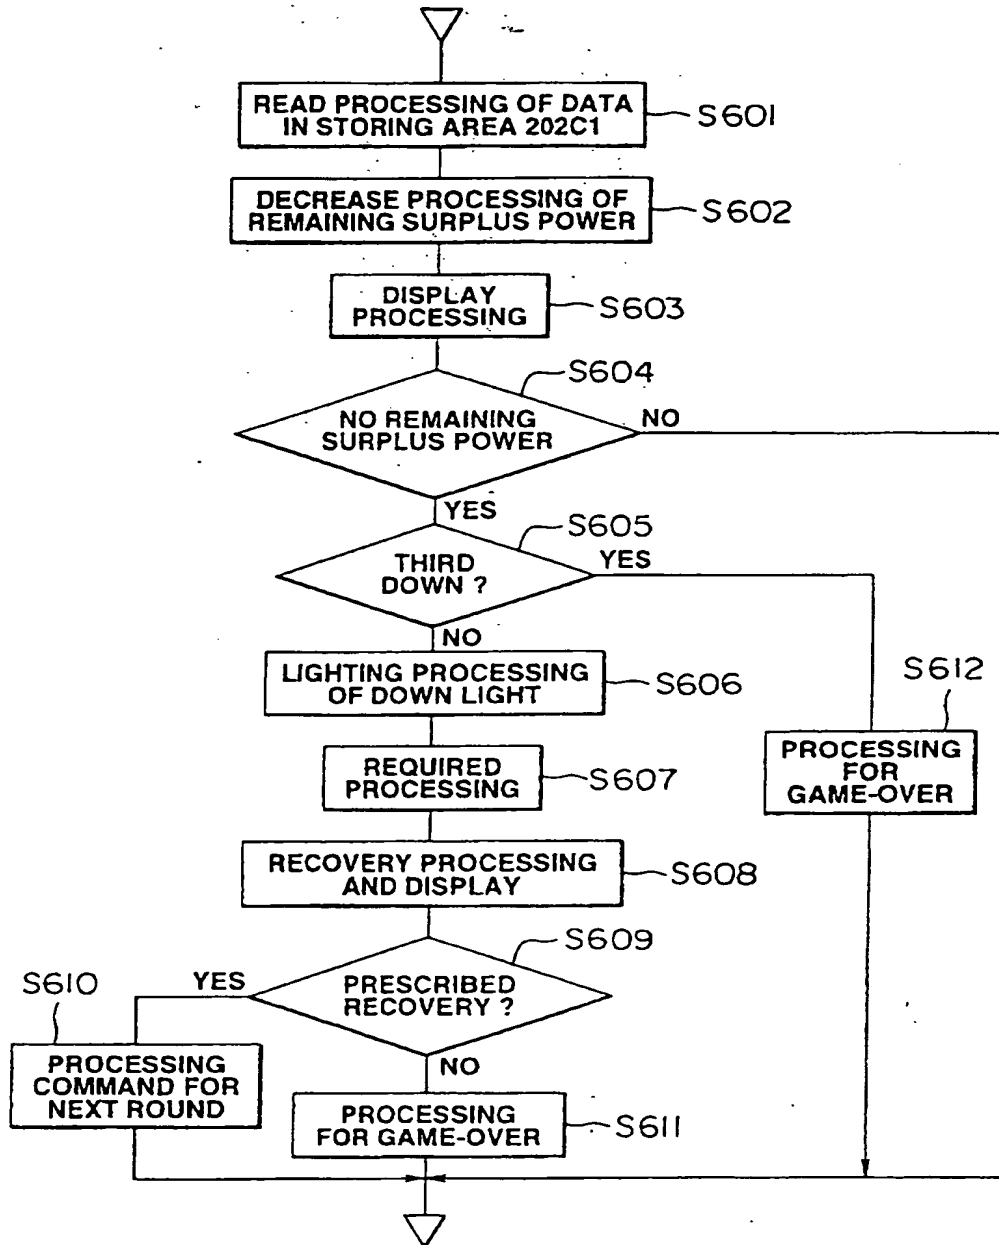 READ PROCESSING OF DATA
IN STORING AREA 202C1
S601
DECREASE PROCESSING OF
REMAINING SURPLUS POWER
S602
DISPLAY
PROCESSING
S603
S604
NO REMAINING
SURPLUS POWER
NO
YES
S605
THIRD
DOWN ?
YES
NO
LIGHTING PROCESSING
OF DOWN LIGHT
S606
S612
PROCESSING
FOR
GAME-OVER
REQUIRED
PROCESSING
S607
RECOVERY PROCESSING
AND DISPLAY
S608
S609
PRESCRIBED
RECOVERY ?
YES
S610
NO
PROCESSING
COMMAND FOR
NEXT ROUND
PROCESSING
FOR GAME-OVER
S611